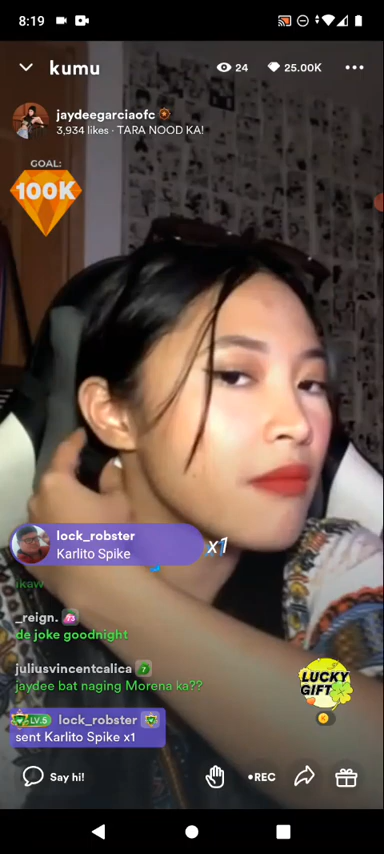 8:19
kumu
24
25.00K
jaydeegarciaofc
3,934 likes · TARA NOOD KA!
GOAL:
100K
lock_robster
Karlito Spike
x1
ikaw
_reign. 73
de joke goodnight
juliusvincentcalica 7
jaydee bat naging Morena ka??
LV.5 lock_robster
sent Karlito Spike x1
LUCKY
GIFT
K
Say hi!
•REC